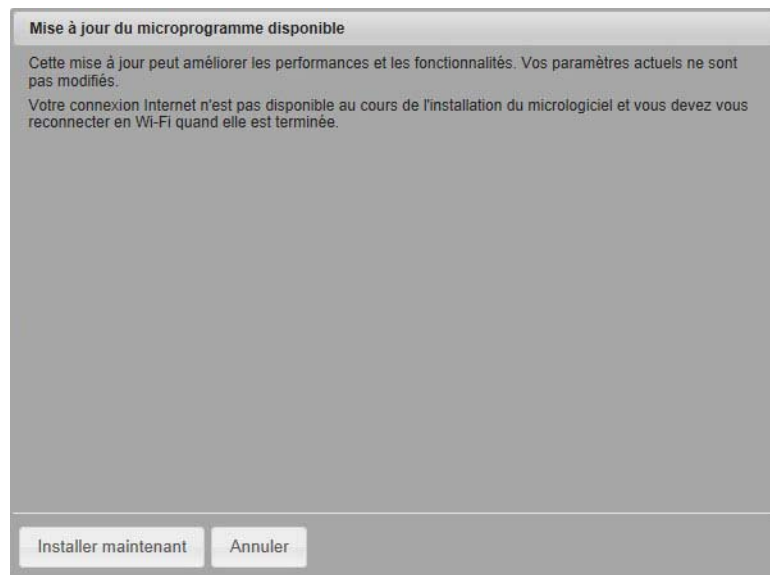 Mise à jour du microprogramme disponible
Cette mise à jour peut améliorer les performances et les fonctionnalités. Vos paramètres actuels ne sont
pas modifiés.
Votre connexion Internet n'est pas disponible au cours de l'installation du micrologiciel et vous devez vous
reconnecter en Wi-Fi quand elle est terminée.
Installer maintenant
Annuler